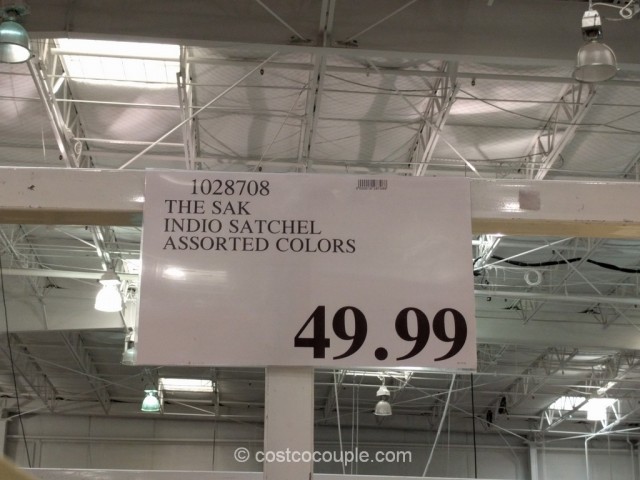 1028708
THE SAK
INDIO SATCHEL
ASSORTED COLORS
49.99
© costcocouple.com